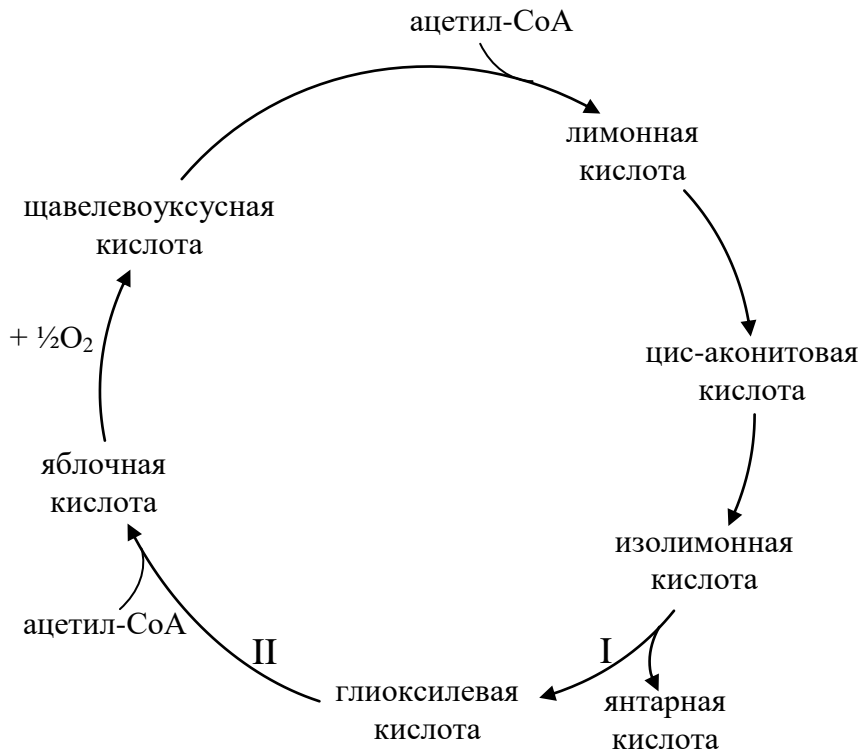 ацетил-CoA
лимонная
кислота
щавелевоуксусная
кислота
+ ½O₂
цис-аконитовая
кислота
яблочная
кислота
изолимонная
кислота
ацетил-CoA
II
I
глиоксилевая
кислота
янтарная
кислота